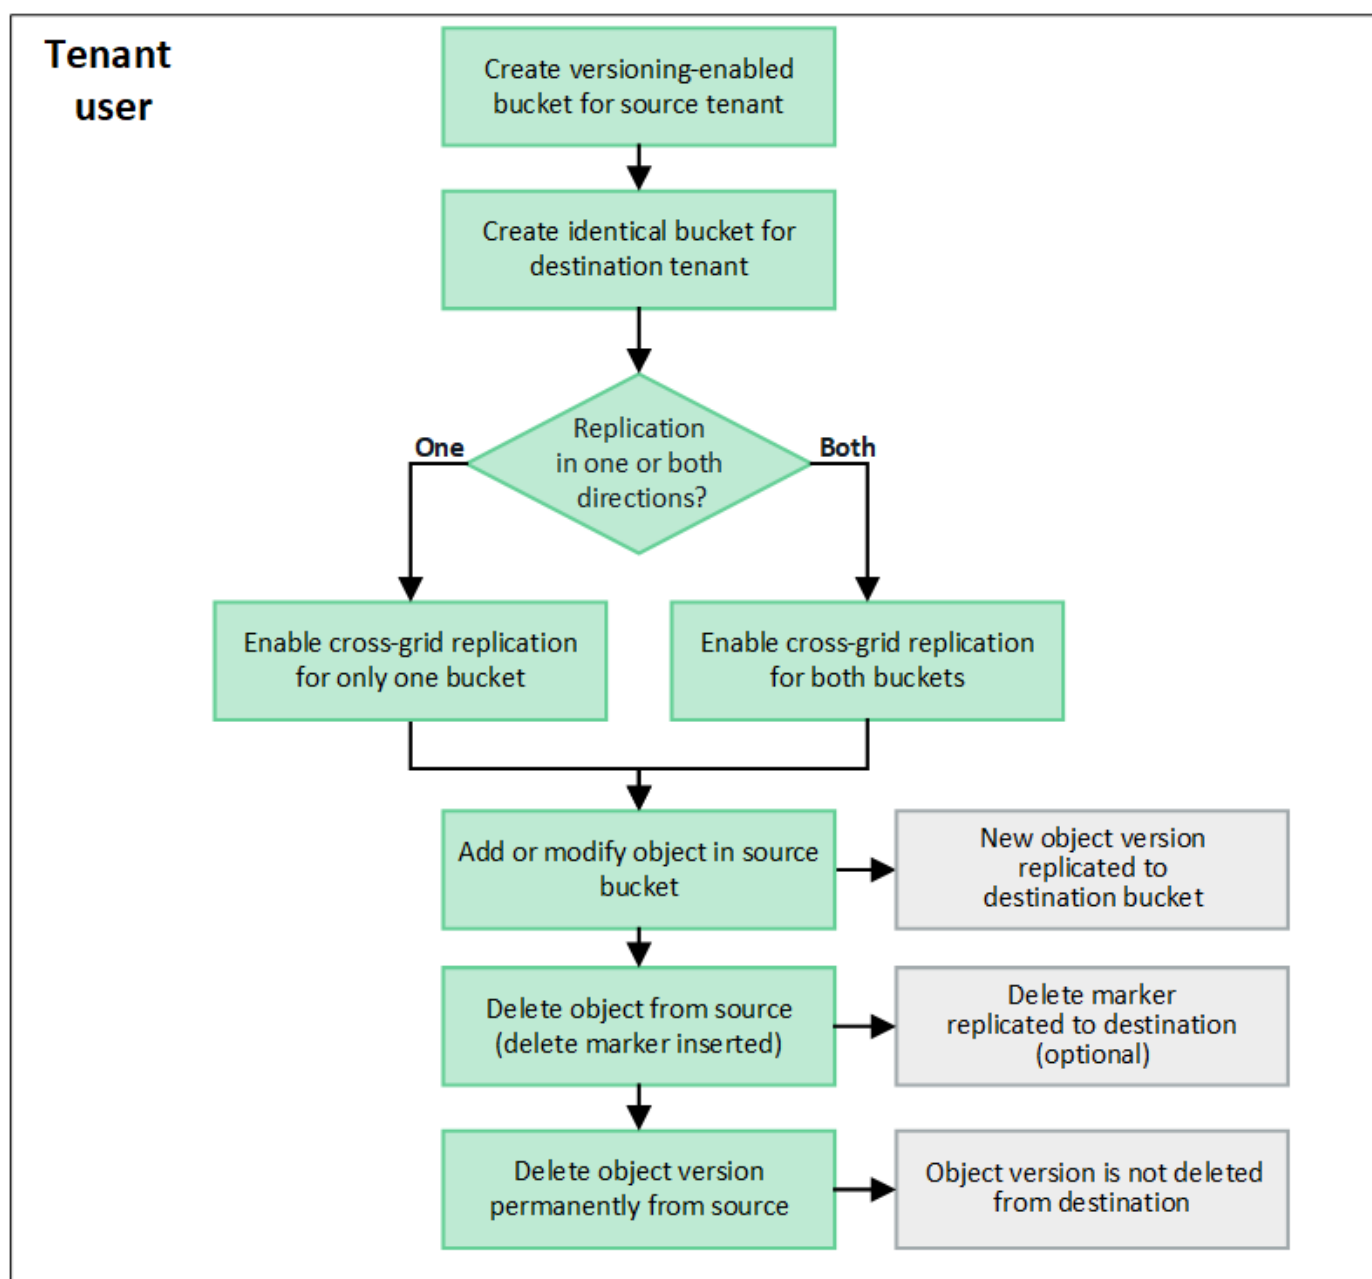 Tenant
user
Create versioning-enabled
bucket for source tenant
Create identical bucket for
destination tenant
Replication
in one or both
directions?
One
Both
Enable cross-grid replication
for only one bucket
Enable cross-grid replication
for both buckets
Add or modify object in source
bucket
New object version
replicated to
destination bucket
Delete object from source
(delete marker inserted)
Delete marker
replicated to destination
(optional)
Delete object version
permanently from source
Object version is not deleted
from destination